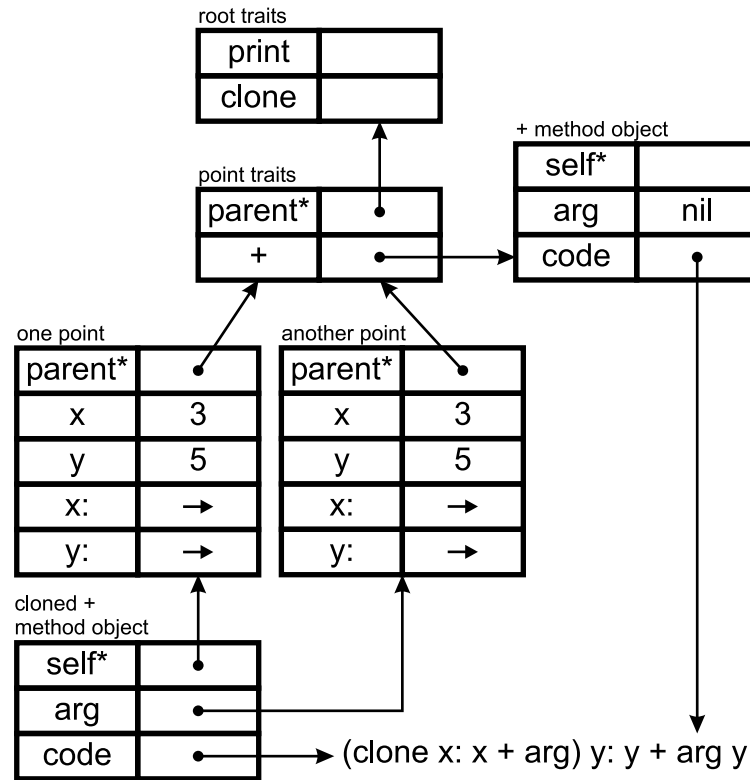 root traits
print
clone
+ method object
self*
arg nil
code
point traits
parent*
+
one point
parent*
x 3
y 5
x: →
y: →
another point
parent*
x 3
y 5
x: →
y: →
cloned +
method object
self*
arg
code
(clone x: x + arg) y: y + arg y